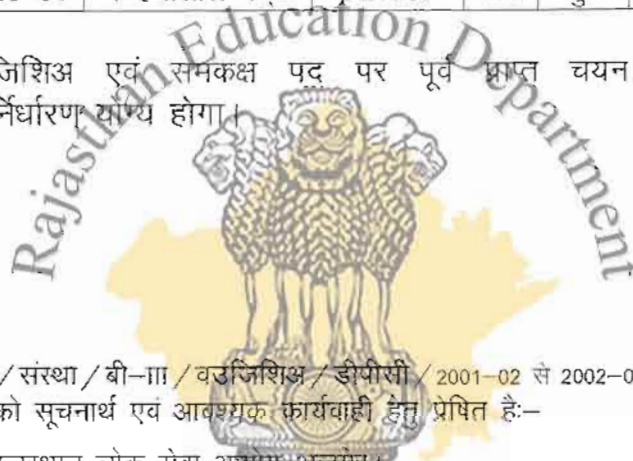 Rajasthan Education Department
जिशिअ एवं समकक्ष पद पर पूर्व प्राप्त चयन
र्निर्धारण योग्य होगा।
/संस्था/बी–III/वउजिशिअ/डीपीसी/2001–02 से 2002–0
को सूचनार्थ एवं आवश्यक कार्यवाही हेतु प्रेषित है:–
लोक सेवा